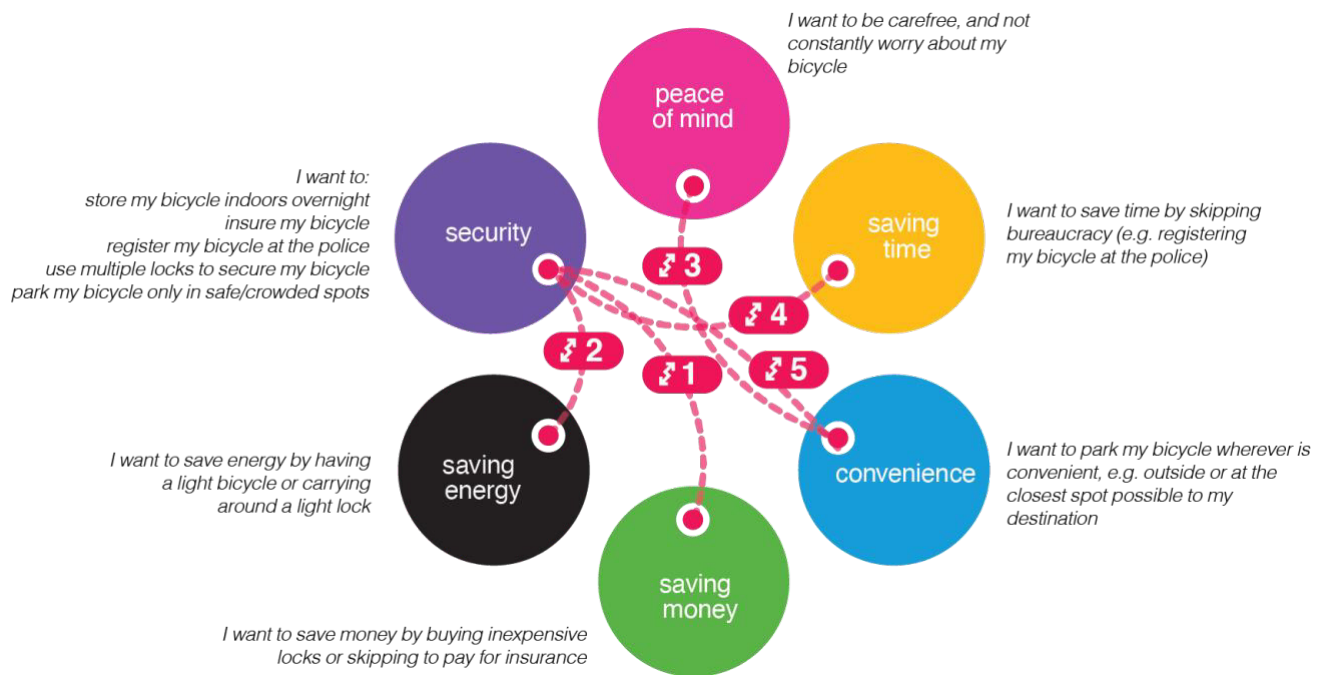 I want to be carefree, and not
constantly worry about my
bicycle
peace
of mind
I want to:
store my bicycle indoors overnight
insure my bicycle
register my bicycle at the police
use multiple locks to secure my bicycle
park my bicycle only in safe/crowded spots
security
saving
time
I want to save time by skipping
bureaucracy (e.g. registering
my bicycle at the police)
3
4
2
1
5
I want to save energy by having
a light bicycle or carrying
around a light lock
saving
energy
convenience
I want to park my bicycle wherever is
convenient, e.g. outside or at the
closest spot possible to my
destination
saving
money
I want to save money by buying inexpensive
locks or skipping to pay for insurance